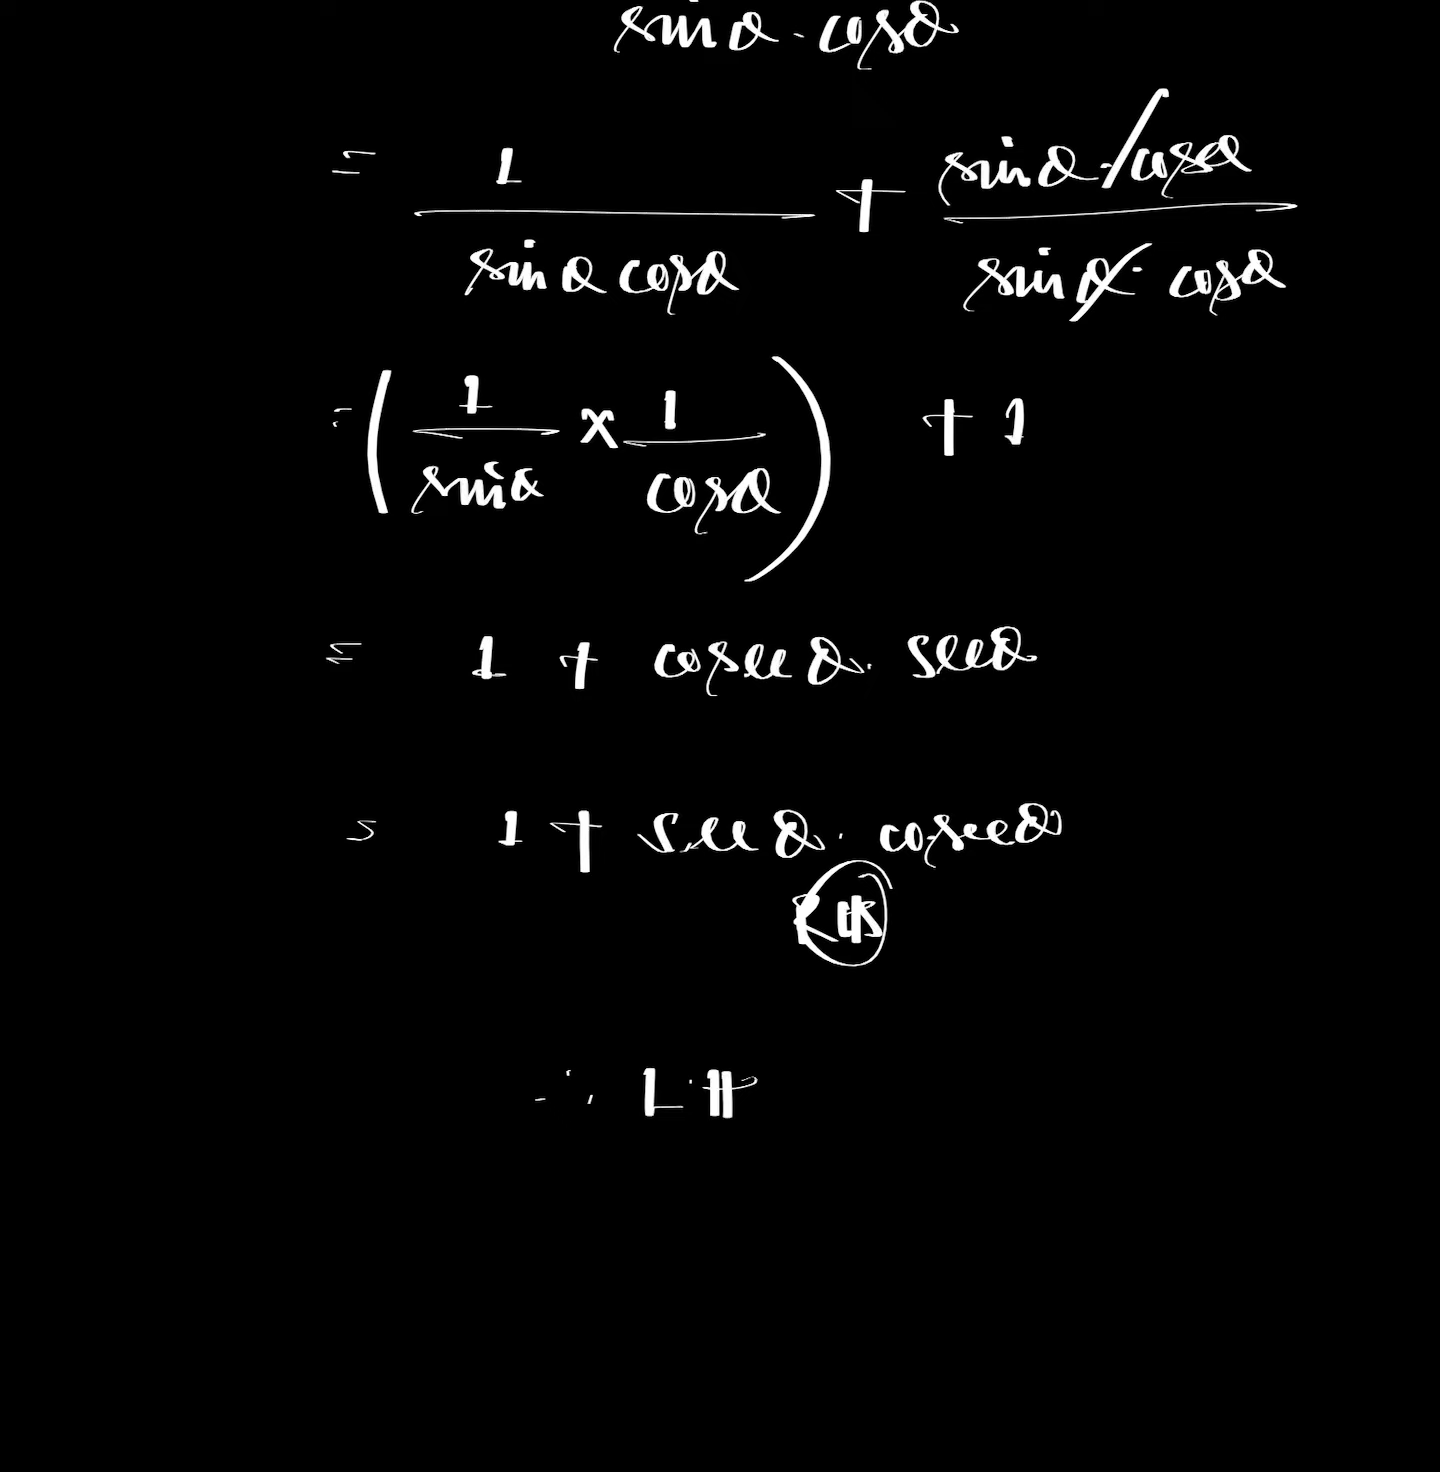 sinθ · cosθ
= 1 / sinθ cosθ + sinθ · cosθ / sinθ · cosθ
= (1 / sinθ × 1 / cosθ) + 1
= 1 + cosecθ · secθ
= 1 + secθ · cosecθ
RHS
∴ LH